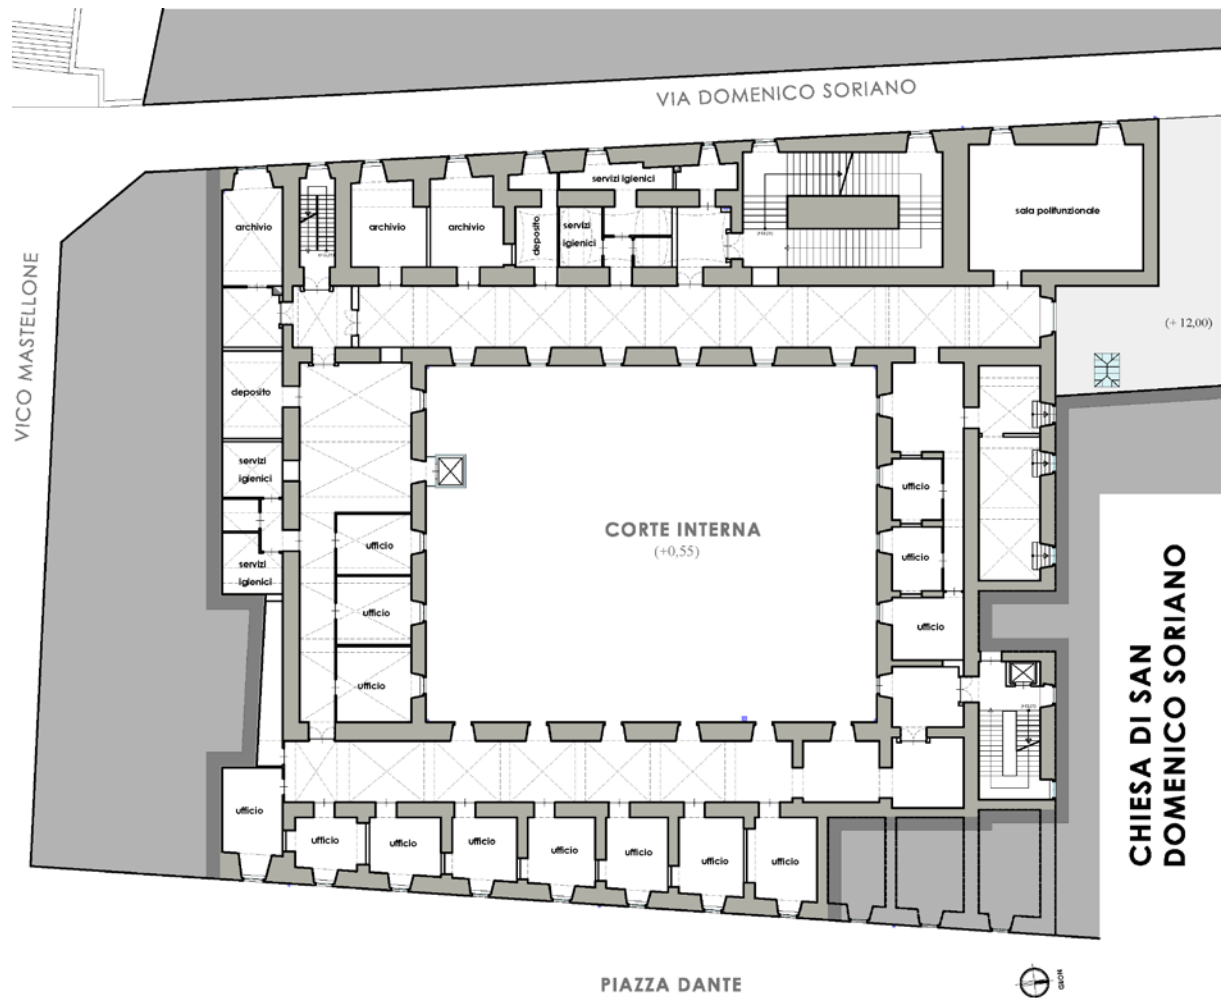 VIA DOMENICO SORIANO
servizi igienici
sala polifunzionale
archivio
archivio
archivio
deposito
servizi
igienici
VICO MASTELLONE
(+ 12,00)
deposito
servizi
igienici
ufficio
CORTE INTERNA
(+0,55)
ufficio
ufficio
servizi
igienici
ufficio
ufficio
ufficio
CHIESA DI SAN
DOMENICO SORIANO
ufficio
ufficio
ufficio
ufficio
ufficio
ufficio
ufficio
ufficio
PIAZZA DANTE
NORD